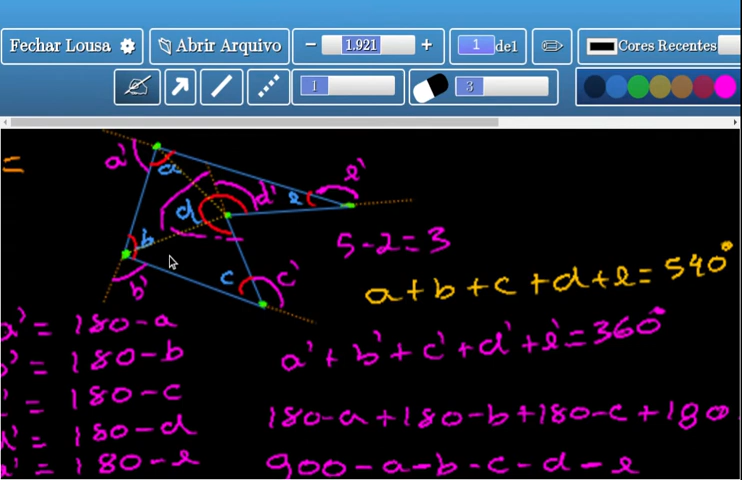 Fechar Lousa Abrir Arquivo − 1.921 + 1 de1 Cores Recentes
1 3
=
a' a e'
d' e
d
b
5-2=3
c c'
b'
a+b+c+d+e=540°
a'= 180-a
a'+b'+c'+d'+e'=360°
b'= 180-b
'= 180-c
180-a+180-b+180-c+180
d'= 180-d
'= 180-e
900-a-b-c-d-e